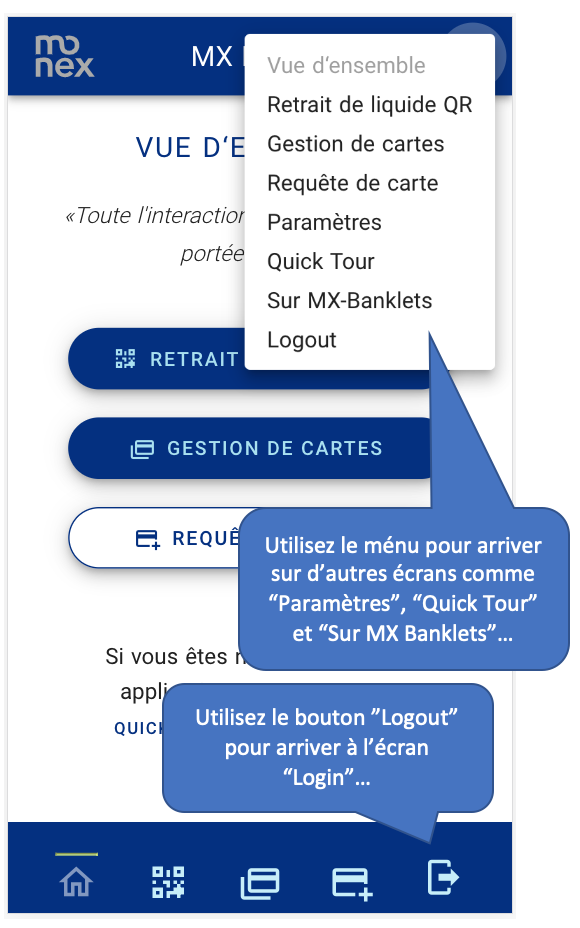 mo
nex
MX
Vue d‘ensemble
Retrait de liquide QR
Gestion de cartes
Requête de carte
Paramètres
Quick Tour
Sur MX-Banklets
Logout
VUE D‘E
«Toute l'interaction
portée
RETRAIT
GESTION DE CARTES
REQUÊ
Utilisez le ménu pour arriver
sur d’autres écrans comme
“Paramètres”, “Quick Tour”
et “Sur MX Banklets”...
Si vous êtes n
appli
QUICK
Utilisez le bouton ”Logout”
pour arriver à l’écran
“Login”...